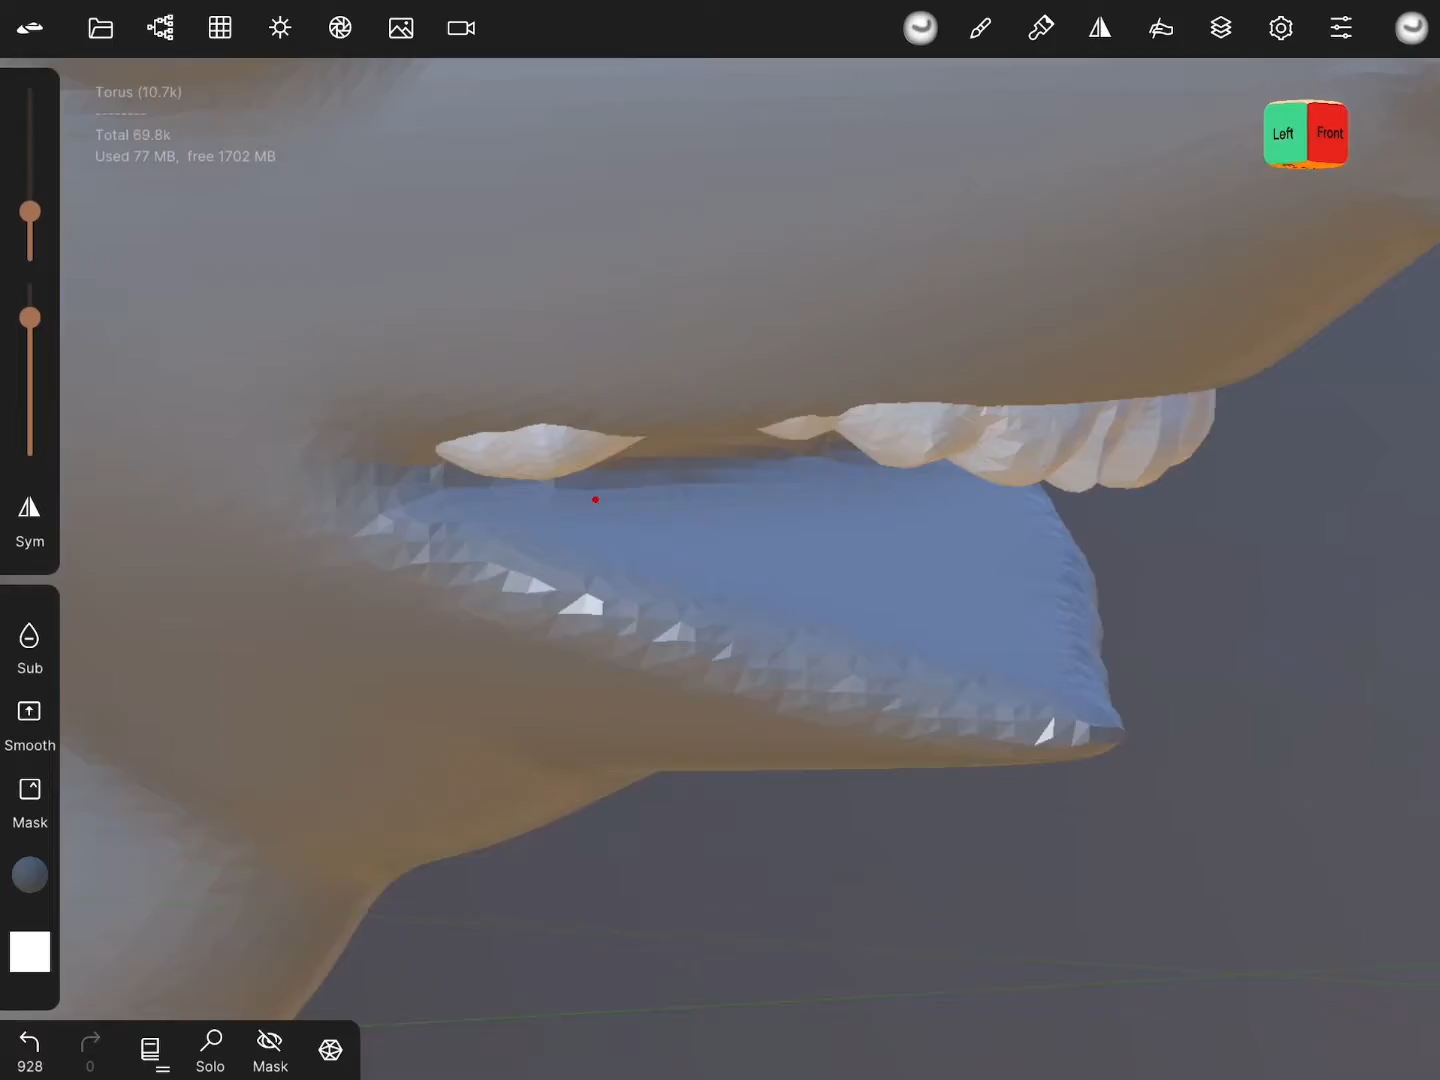 Torus (10.7k)
--------
Total 69.8k
Used 77 MB, free 1702 MB
Left
Front
Sym
Sub
Smooth
Mask
928
0
Solo
Mask